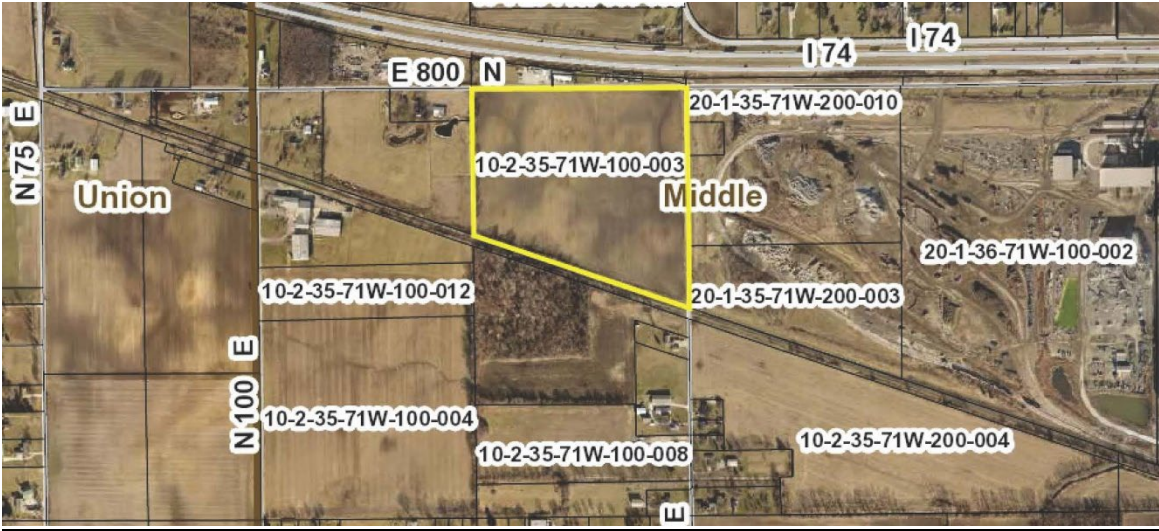 I 74
I 74
E 800 N
20-1-35-71W-200-010
N 75 E
10-2-35-71W-100-003
Union
Middle
20-1-36-71W-100-002
10-2-35-71W-100-012
20-1-35-71W-200-003
N 100 E
10-2-35-71W-100-004
10-2-35-71W-200-004
10-2-35-71W-100-008
E